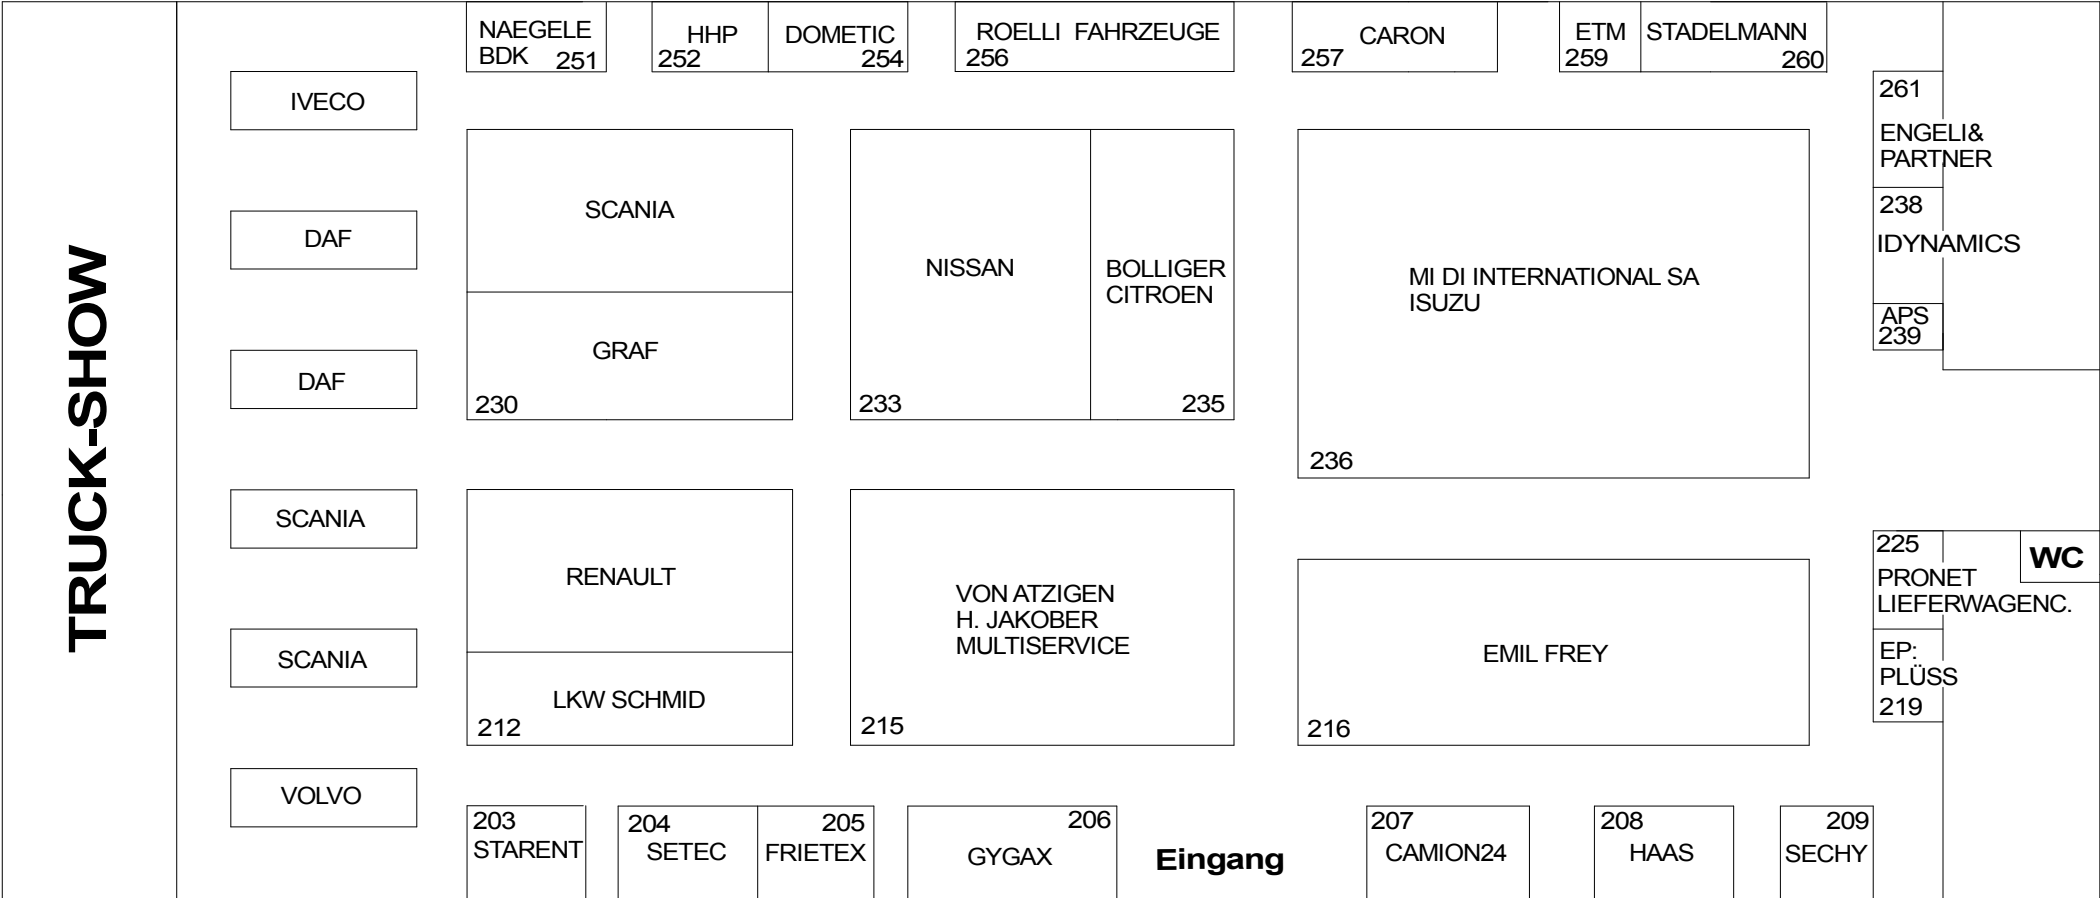 TRUCK-SHOW
IVECO
DAF
DAF
SCANIA
SCANIA
VOLVO
NAEGELE
BDK 251
HHP
252
DOMETIC
254
ROELLI FAHRZEUGE
256
CARON
257
ETM
259
STADELMANN
260
SCANIA
GRAF
230
NISSAN
233
BOLLIGER
CITROEN
235
MI DI INTERNATIONAL SA
ISUZU
236
261
ENGELI&
PARTNER
238
IDYNAMICS
APS
239
RENAULT
LKW SCHMID
212
VON ATZIGEN
H. JAKOBER
MULTISERVICE
215
EMIL FREY
216
225
PRONET
LIEFERWAGENC.
WC
EP:
PLÜSS
219
203
STARENT
204
SETEC
205
FRIETEX
206
GYGAX
Eingang
207
CAMION24
208
HAAS
209
SECHY